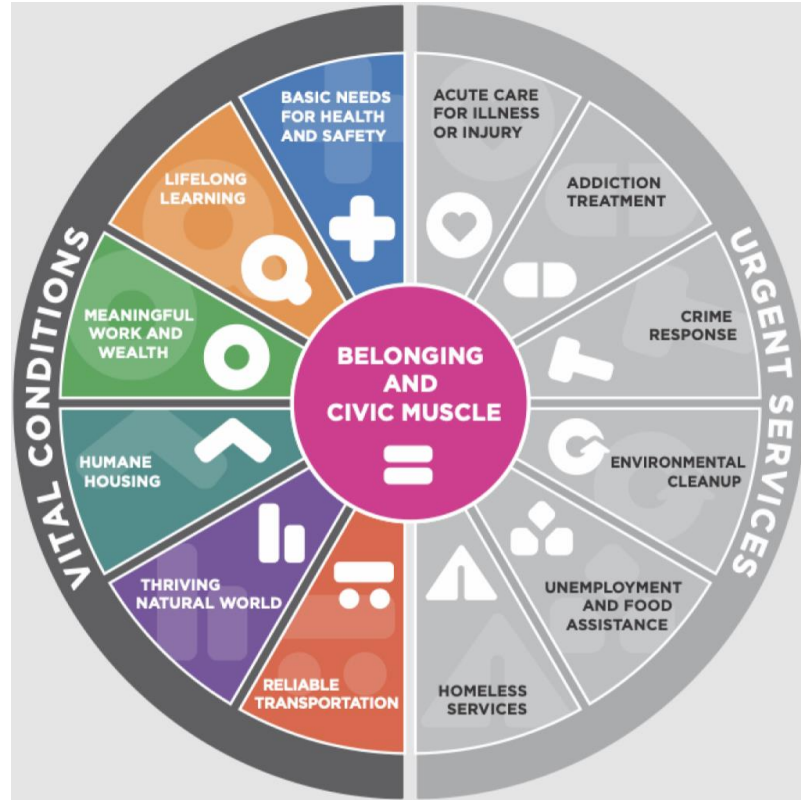 VITAL CONDITIONS
BASIC NEEDS
FOR HEALTH
AND SAFETY
LIFELONG
LEARNING
MEANINGFUL
WORK AND
WEALTH
HUMANE
HOUSING
THRIVING
NATURAL WORLD
RELIABLE
TRANSPORTATION
BELONGING
AND
CIVIC MUSCLE
URGENT SERVICES
ACUTE CARE
FOR ILLNESS
OR INJURY
ADDICTION
TREATMENT
CRIME
RESPONSE
ENVIRONMENTAL
CLEANUP
UNEMPLOYMENT
AND FOOD
ASSISTANCE
HOMELESS
SERVICES